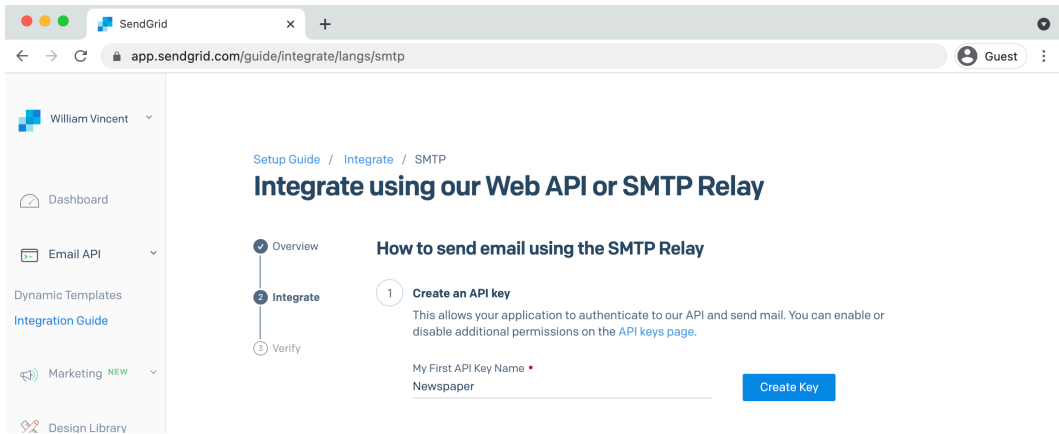 SendGrid
app.sendgrid.com/guide/integrate/langs/smtp
Guest
William Vincent
Dashboard
Email API
Dynamic Templates
Integration Guide
Marketing NEW
Design Library
Setup Guide / Integrate / SMTP
Integrate using our Web API or SMTP Relay
Overview
2 Integrate
3 Verify
How to send email using the SMTP Relay
1 Create an API key
This allows your application to authenticate to our API and send mail. You can enable or
disable additional permissions on the API keys page.
My First API Key Name •
Newspaper
Create Key